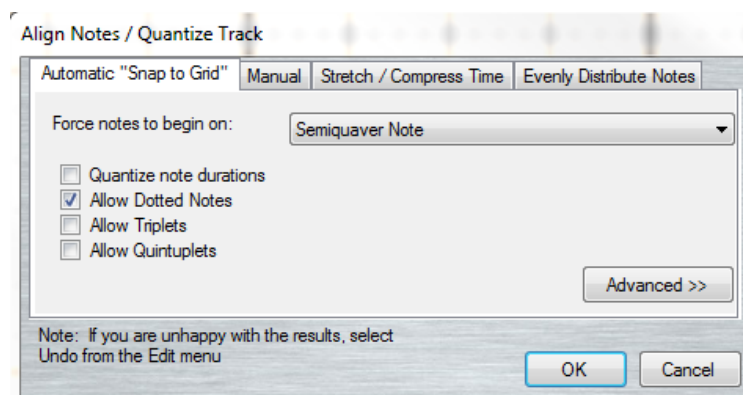 Align Notes / Quantize Track
Automatic "Snap to Grid" Manual Stretch / Compress Time Evenly Distribute Notes
Force notes to begin on: Semiquaver Note
Quantize note durations
Allow Dotted Notes
Allow Triplets
Allow Quintuplets
Advanced >>
Note: If you are unhappy with the results, select
Undo from the Edit menu
OK Cancel